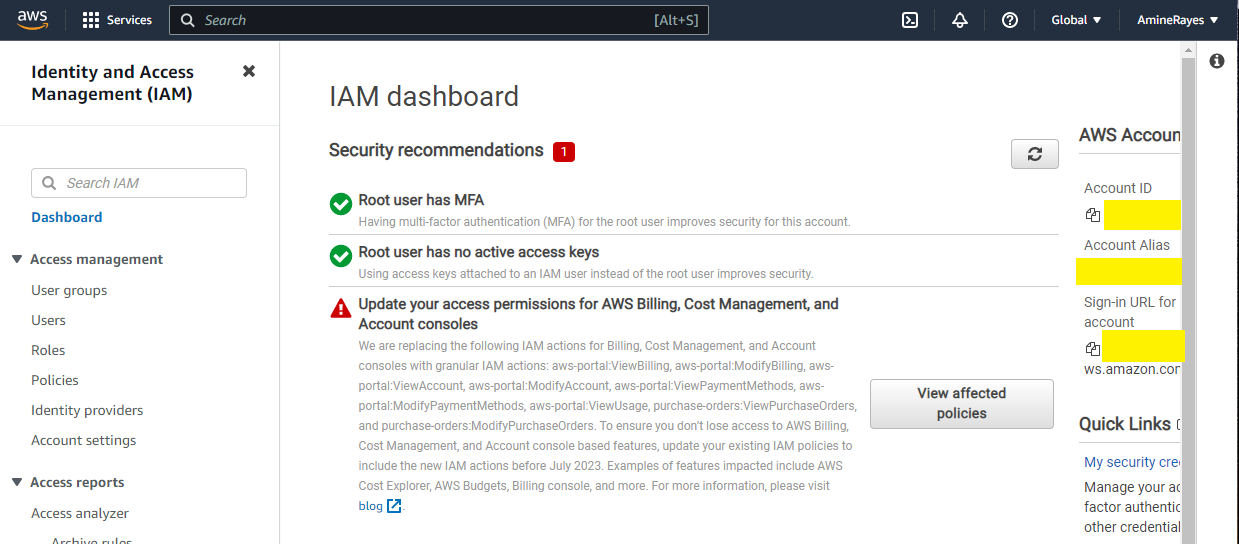 aws
Services
Search
[Alt+S]
Global
AmineRayes
Identity and Access
Management (IAM)
Search IAM
Dashboard
Access management
User groups
Users
Roles
Policies
Identity providers
Account settings
Access reports
Access analyzer
Archive rules
IAM dashboard
Security recommendations 1
Root user has MFA
Having multi-factor authentication (MFA) for the root user improves security for this account.
Root user has no active access keys
Using access keys attached to an IAM user instead of the root user improves security.
Update your access permissions for AWS Billing, Cost Management, and
Account consoles
We are replacing the following IAM actions for Billing, Cost Management, and Account
consoles with granular IAM actions: aws-portal:ViewBilling, aws-portal:ModifyBilling, aws-
portal:ViewAccount, aws-portal:ModifyAccount, aws-portal:ViewPaymentMethods, aws-
portal:ModifyPaymentMethods, aws-portal:ViewUsage, purchase-orders:ViewPurchaseOrders,
and purchase-orders:ModifyPurchaseOrders. To ensure you don't lose access to AWS Billing,
Cost Management, and Account console based features, update your existing IAM policies to
include the new IAM actions before July 2023. Examples of features impacted include AWS
Cost Explorer, AWS Budgets, Billing console, and more. For more information, please visit
blog .
View affected
policies
AWS Accoun
Account ID
Account Alias
Sign-in URL for
account
ws.amazon.con
Quick Links
My security cre
Manage your ac
factor authentic
other credential